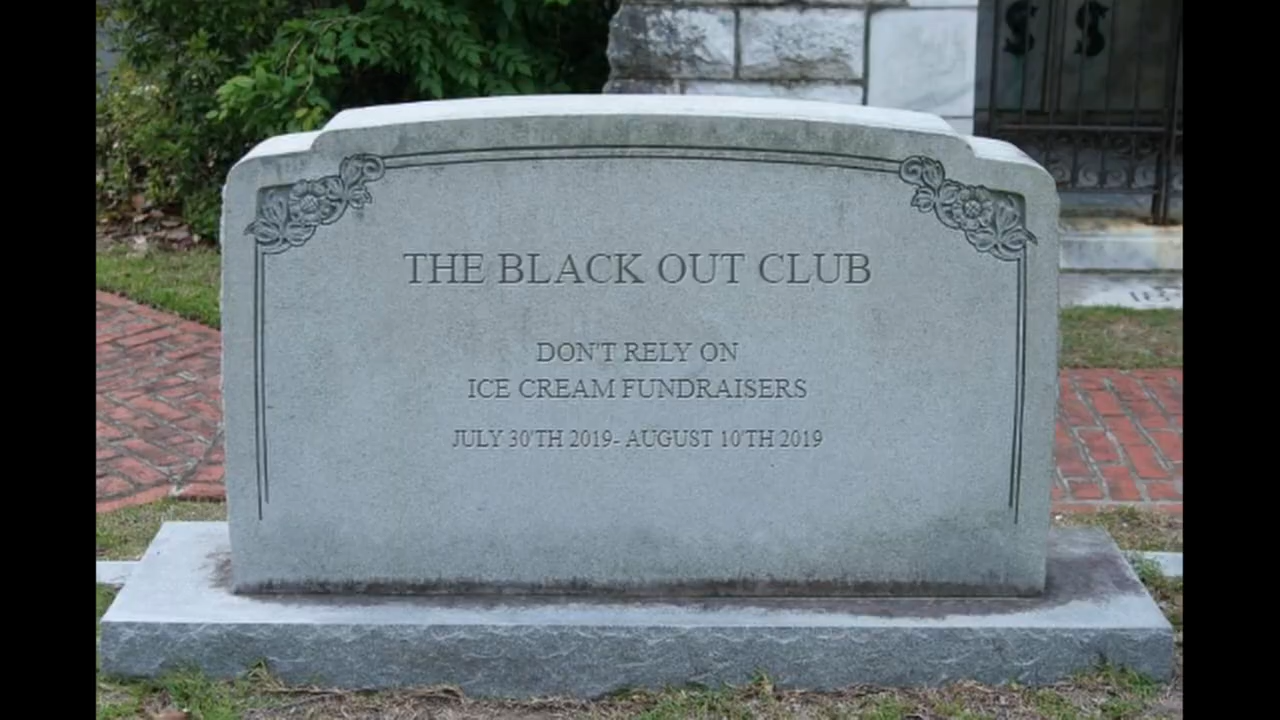 THE BLACK OUT CLUB
DON'T RELY ON
ICE CREAM FUNDRAISERS
JULY 30'TH 2019- AUGUST 10'TH 2019